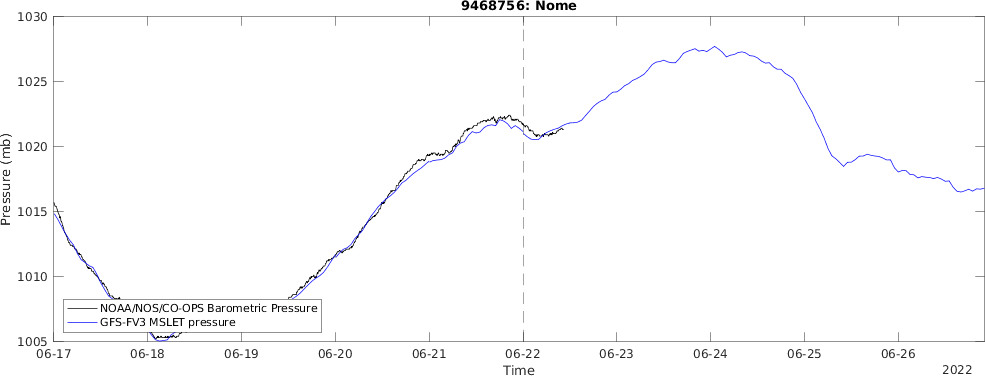 9468756: Nome
1030
1025
1020
1015
1010
1005
Pressure (mb)
NOAA/NOS/CO-OPS Barometric Pressure
GFS-FV3 MSLET pressure
06-17 06-18 06-19 06-20 06-21 06-22 06-23 06-24 06-25 06-26
Time
2022